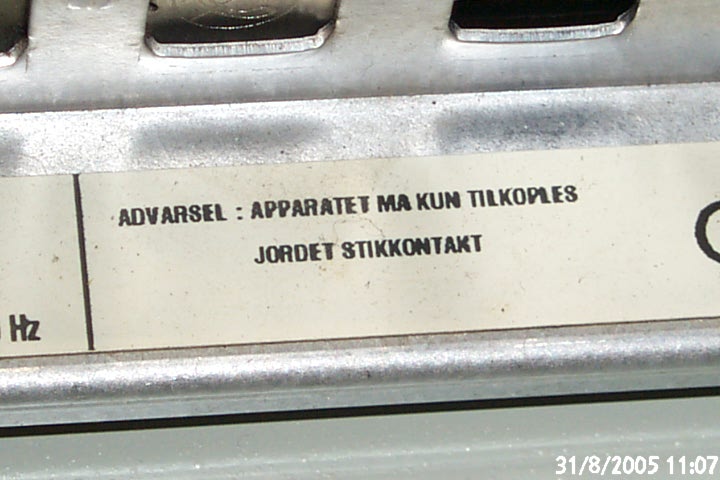 ADVARSEL : APPARATET MA KUN TILKOPLES
JORDET STIKKONTAKT
Hz
31/8/2005 11:07